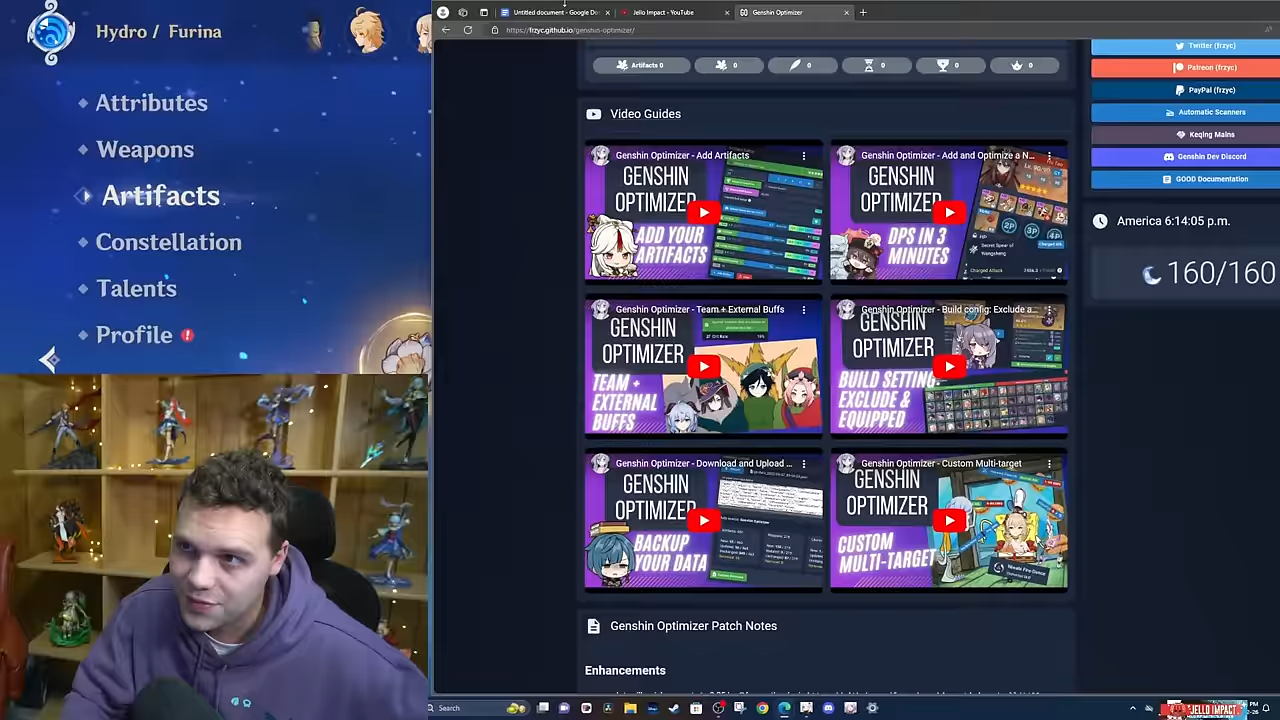 Hydro / Furina
Attributes
Weapons
Artifacts
Constellation
Talents
Profile
Untitled document - Google Do
Jello Impact - YouTube
Genshin Optimizer
https://frzyc.github.io/genshin-optimizer/
Artifacts 0
0
0
0
0
0
Video Guides
Genshin Optimizer - Add Artifacts
GENSHIN
OPTIMIZER
ADD YOUR
ARTIFACTS
Genshin Optimizer - Add and Optimize a N...
GENSHIN
OPTIMIZER
DPS IN 3
MINUTES
Genshin Optimizer - Team + External Buffs
GENSHIN
OPTIMIZER
TEAM +
EXTERNAL
BUFFS
Genshin Optimizer - Build config: Exclude a...
GENSHIN
OPTIMIZER
BUILD SETTING:
EXCLUDE &
EQUIPPED
Genshin Optimizer - Download and Upload ...
GENSHIN
OPTIMIZER
BACKUP
YOUR DATA
Genshin Optimizer - Custom Multi-target
GENSHIN
OPTIMIZER
CUSTOM
MULTI-TARGET
Genshin Optimizer Patch Notes
Enhancements
Twitter (frzyc)
Patreon (frzyc)
PayPal (frzyc)
Automatic Scanners
Keqing Mains
Genshin Dev Discord
GOOD Documentation
America 6:14:05 p.m.
160/160
Search
JELLO IMPACT